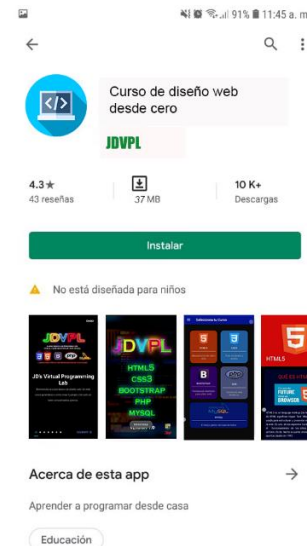 91% 11:45 a. m
</>
Curso de diseño web
desde cero
JDVPL
4.3★
43 reseñas
37 MB
10 K+
Descargas
Instalar
No está diseñada para niños
JDVPL
JD's Virtual Programming
Lab
JDVPL
HTML5
CSS3
BOOTSTRAP
PHP
MYSQL
HTML5
FUTURE
BROWSER
Acerca de esta app
Aprender a programar desde casa
Educación